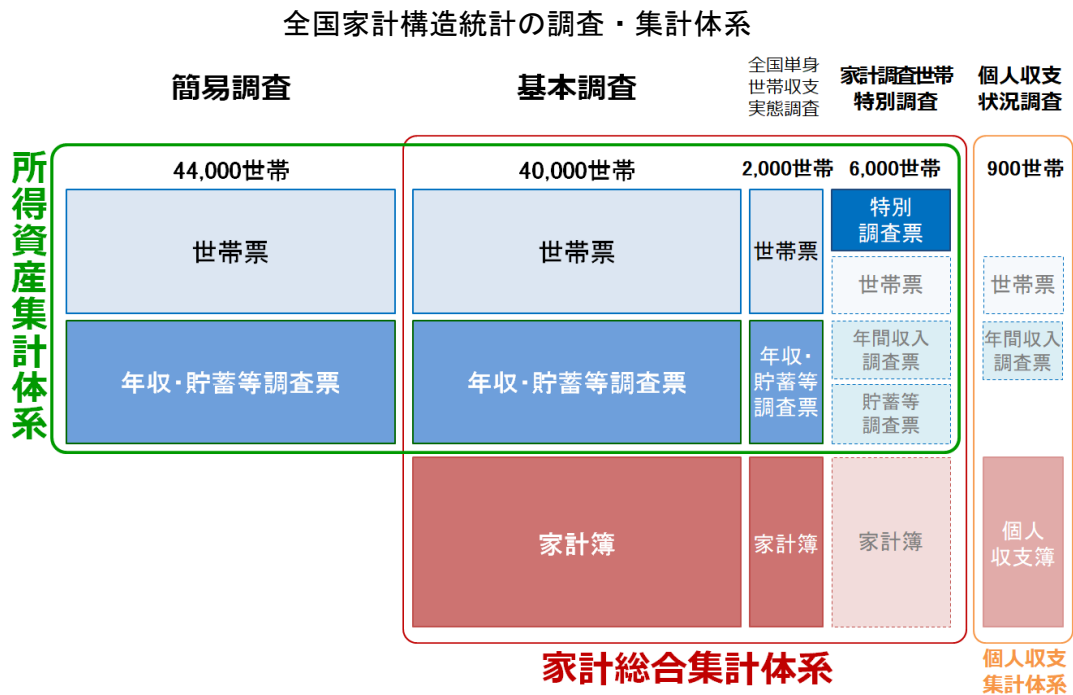 全国家計構造統計の調査・集計体系
簡易調査
基本調査
全国単身
世帯収支
実態調査
家計調査世帯
特別調査
個人収支
状況調査
所得資産集計体系
44,000世帯
40,000世帯
2,000世帯
6,000世帯
900世帯
世帯票
世帯票
世帯票
特別
調査票
世帯票
世帯票
年収・貯蓄等調査票
年収・貯蓄等調査票
年収・
貯蓄等
調査票
年間収入
調査票
貯蓄等
調査票
年間収入
調査票
家計簿
家計簿
家計簿
個人
収支簿
家計総合集計体系
個人収支
集計体系